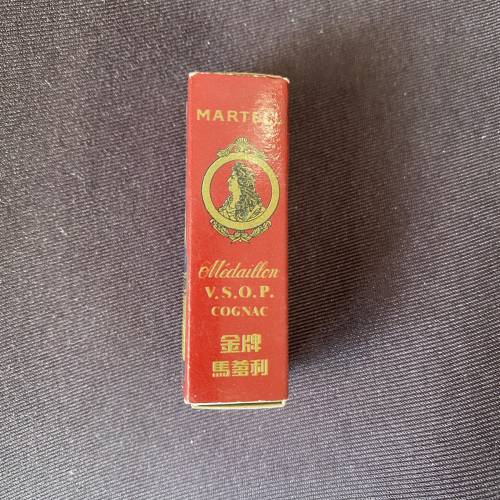 MARTELL
Médaillon
V.S.O.P.
COGNAC
金牌
馬爹利